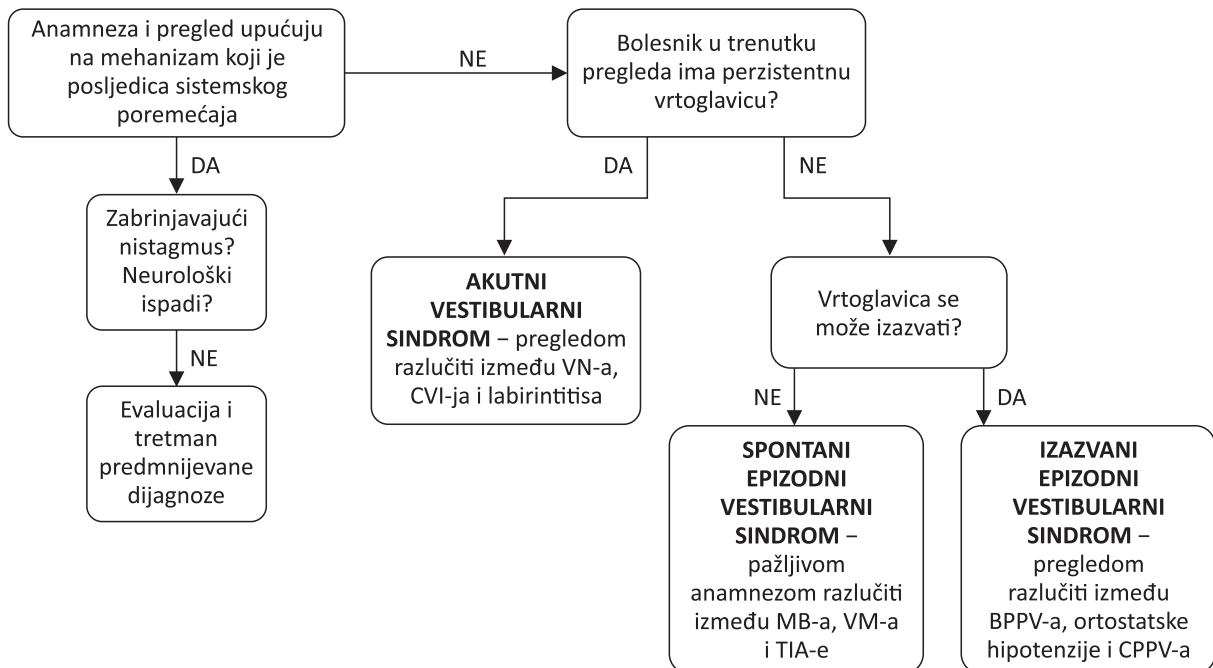 Anamneza i pregled upućuju
na mehanizam koji je
posljedica sistemskog
poremećaja
NE
Bolesnik u trenutku
pregleda ima perzistentnu
vrtoglavicu?
DA
Zabrinjavajući
nistagmus?
Neurološki
ispadi?
NE
Evaluacija i
tretman
predmnijevane
dijagnoze
DA
NE
AKUTNI
VESTIBULARNI
SINDROM – pregledom
razlučiti između VN-a,
CVI-ja i labirintitisa
Vrtoglavica se
može izazvati?
NE
DA
SPONTANI
EPIZODNI
VESTIBULARNI
SINDROM –
pažljivom
anamnezom razlučiti
između MB-a, VM-a
i TIA-e
IZAZVANI
EPIZODNI
VESTIBULARNI
SINDROM –
pregledom
razlučiti između
BPPV-a, ortostatske
hipotenzije i CPPV-a